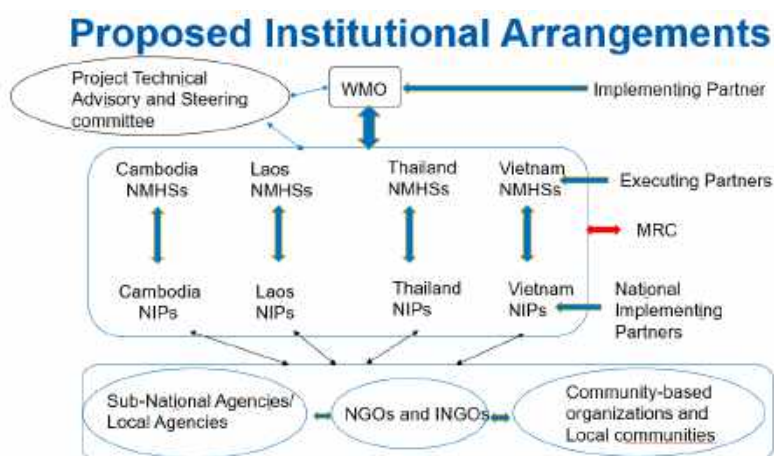 Proposed Institutional Arrangements
Project Technical
Advisory and Steering
committee
WMO
Implementing Partner
Cambodia
NMHSs
Laos
NMHSs
Thailand
NMHSs
Vietnam
NMHSs
Executing Partners
MRC
Cambodia
NIPs
Laos
NIPs
Thailand
NIPs
Vietnam
NIPs
National
Implementing
Partners
Sub-National Agencies/
Local Agencies
NGOs and INGOs
Community-based
organizations and
Local communities